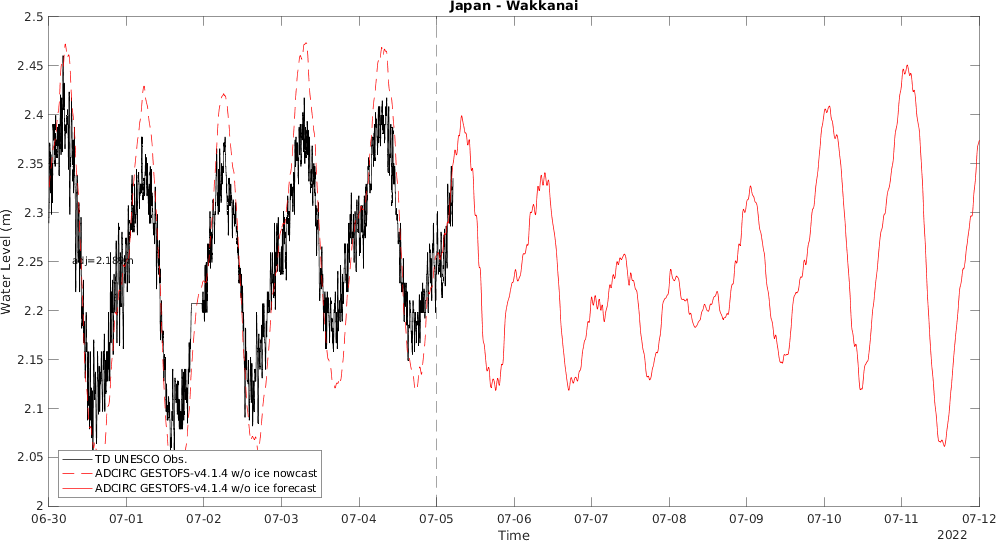 Japan - Wakkanai
Water Level (m)
2.5
2.45
2.4
2.35
2.3
2.25
2.2
2.15
2.1
2.05
2
TD UNESCO Obs.
ADCIRC GESTOFS-v4.1.4 w/o ice nowcast
ADCIRC GESTOFS-v4.1.4 w/o ice forecast
06-30 07-01 07-02 07-03 07-04 07-05 07-06 07-07 07-08 07-09 07-10 07-11 07-12
Time
2022